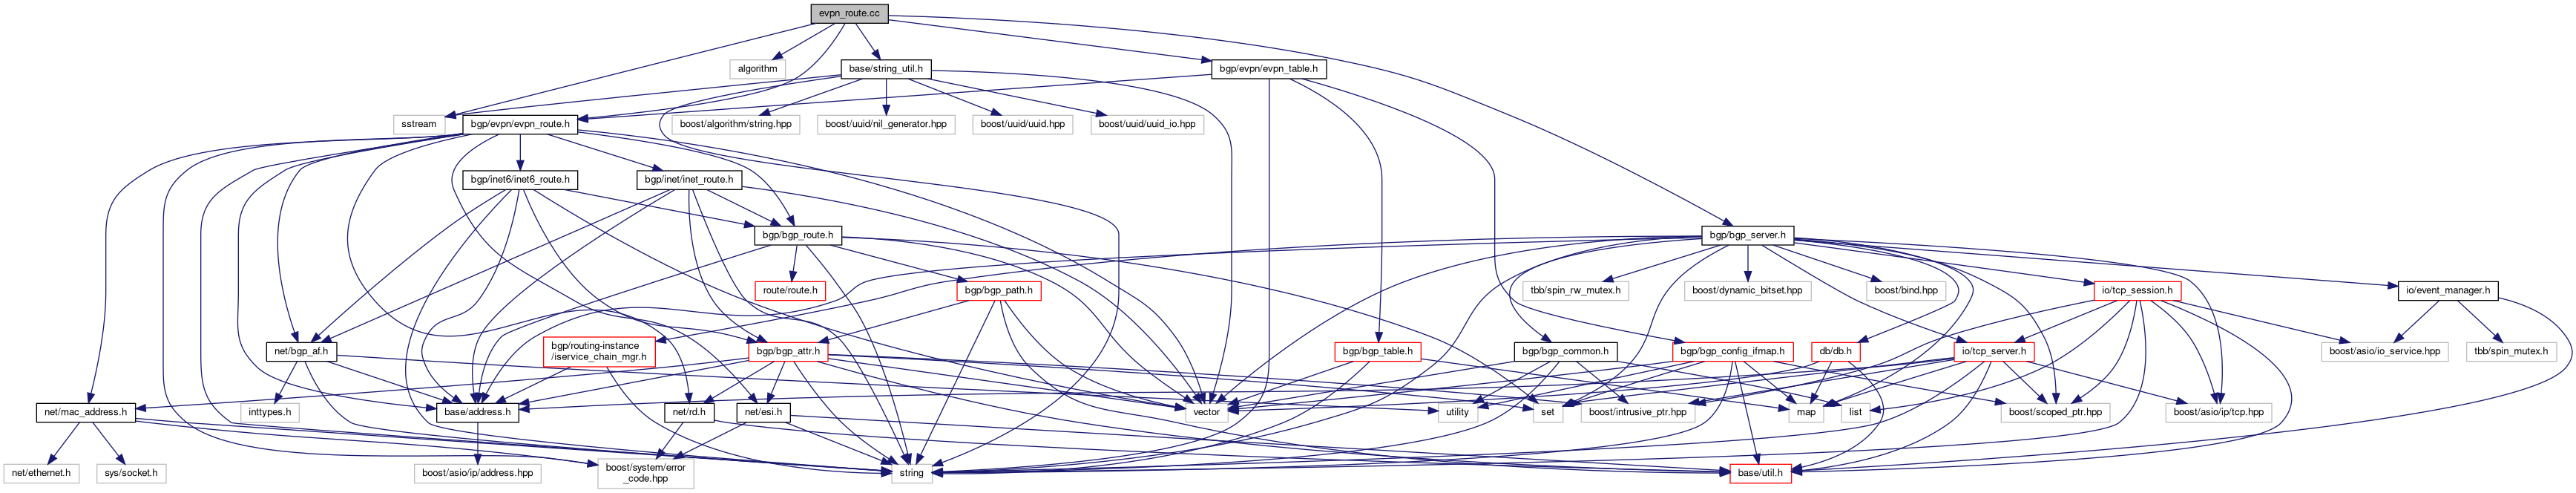 evpn_route.cc
algorithm
base/string_util.h
bgp/evpn/evpn_table.h
sstream
bgp/evpn/evpn_route.h
boost/algorithm/string.hpp
boost/uuid/nil_generator.hpp
boost/uuid/uuid.hpp
boost/uuid/uuid_io.hpp
bgp/inet6/inet6_route.h
bgp/inet/inet_route.h
bgp/bgp_route.h
bgp/bgp_server.h
route/route.h
bgp/bgp_path.h
tbb/spin_rw_mutex.h
boost/dynamic_bitset.hpp
boost/bind.hpp
io/tcp_session.h
io/event_manager.h
net/bgp_af.h
bgp/routing-instance
/iservice_chain_mgr.h
bgp/bgp_attr.h
bgp/bgp_table.h
bgp/bgp_common.h
bgp/bgp_config_ifmap.h
db/db.h
io/tcp_server.h
boost/asio/io_service.hpp
tbb/spin_mutex.h
net/mac_address.h
inttypes.h
base/address.h
net/rd.h
net/esi.h
vector
utility
set
boost/intrusive_ptr.hpp
map
list
boost/scoped_ptr.hpp
boost/asio/ip/tcp.hpp
net/ethernet.h
sys/socket.h
boost/asio/ip/address.hpp
boost/system/error
_code.hpp
string
base/util.h